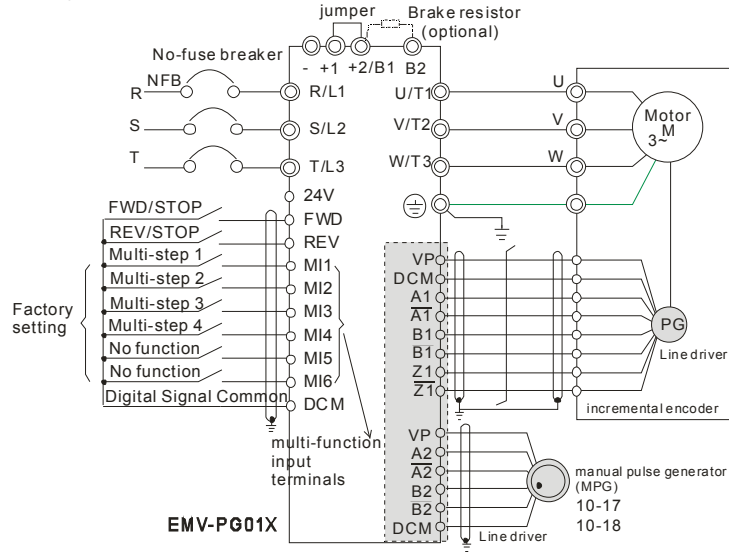 jumper
Brake resistor
(optional)
No-fuse breaker
- +1 +2/B1 B2
NFB
R
R/L1
U/T1
U
S
S/L2
V/T2
V
T
T/L3
W/T3
W
Motor
M
3~
24V
FWD/STOP
FWD
REV/STOP
REV
Multi-step 1
MI1
Multi-step 2
MI2
Multi-step 3
MI3
Multi-step 4
MI4
No function
MI5
No function
MI6
Digital Signal Common
DCM
Factory
setting
multi-function
input
terminals
VP
DCM
A1
A1
B1
B1
Z1
Z1
PG
Line driver
incremental encoder
VP
A2
A2
B2
B2
DCM
manual pulse generator
(MPG)
10-17
10-18
Line driver
EMV-PG01X